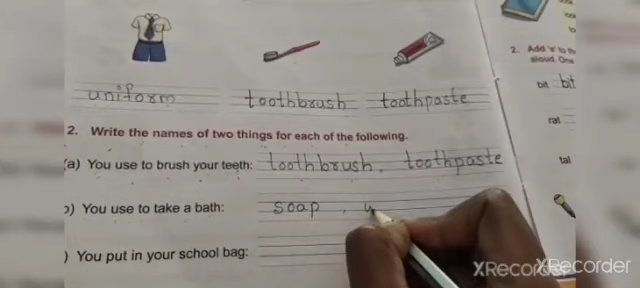 2. Add 's' to th
aloud. One
bit bit
uniform toothbrush toothpaste
rat
2. Write the names of two things for each of the following.
(a) You use to brush your teeth: toothbrush, toothpaste
tal
b) You use to take a bath: soap,
) You put in your school bag:
XRecorder
XRecorder